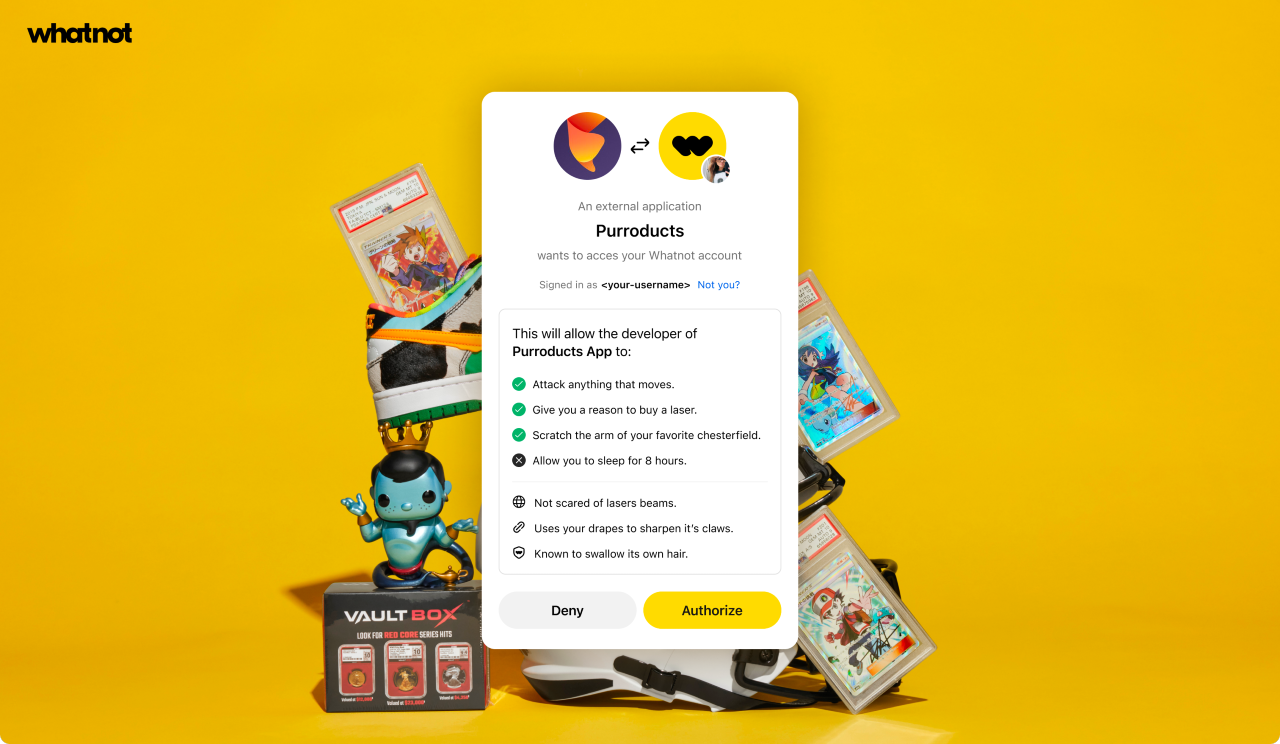 whatnot
An external application
Purroducts
wants to acces your Whatnot account
Signed in as <your-username> Not you?
This will allow the developer of
Purroducts App to:
Attack anything that moves.
Give you a reason to buy a laser.
Scratch the arm of your favorite chesterfield.
Allow you to sleep for 8 hours.
Not scared of lasers beams.
Uses your drapes to sharpen it's claws.
Known to swallow its own hair.
Deny
Authorize
VAULT BOX
LOOK FOR RED CORE SERIES HITS